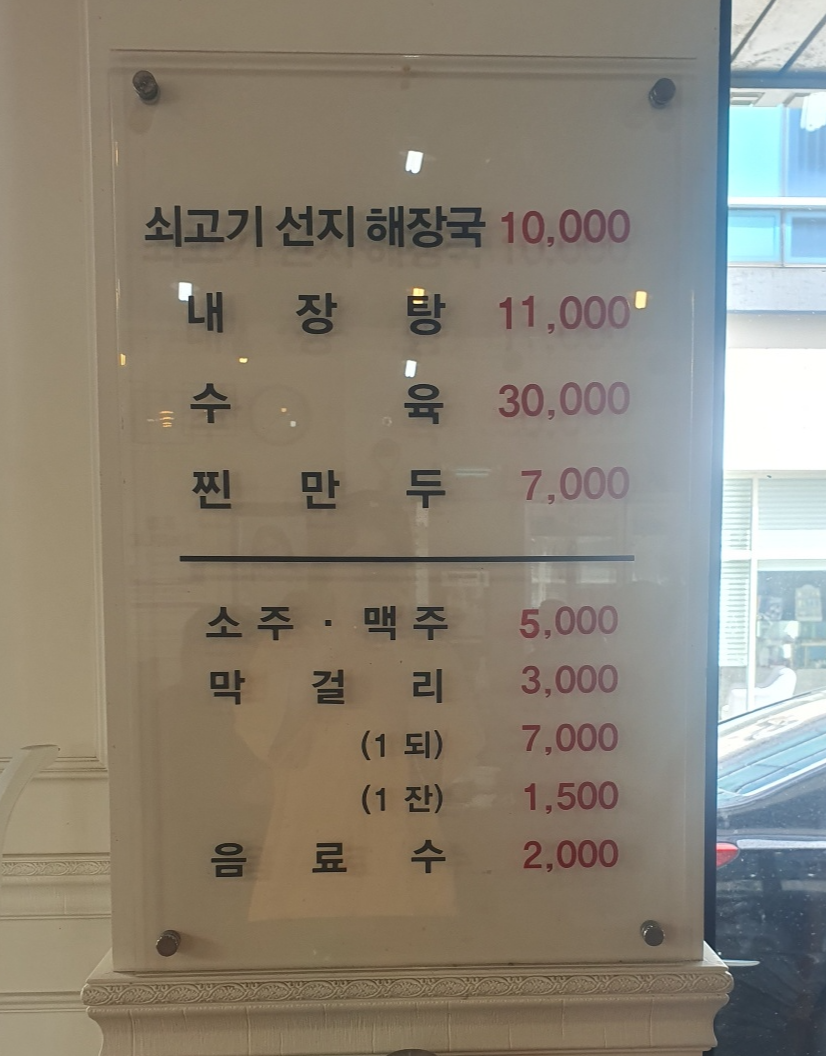 쇠고기 선지 해장국 10,000
내 장 탕 11,000
수 육 30,000
찐 만 두 7,000
소 주 · 맥 주 5,000
막 걸 리 3,000
(1 되) 7,000
(1 잔) 1,500
음 료 수 2,000